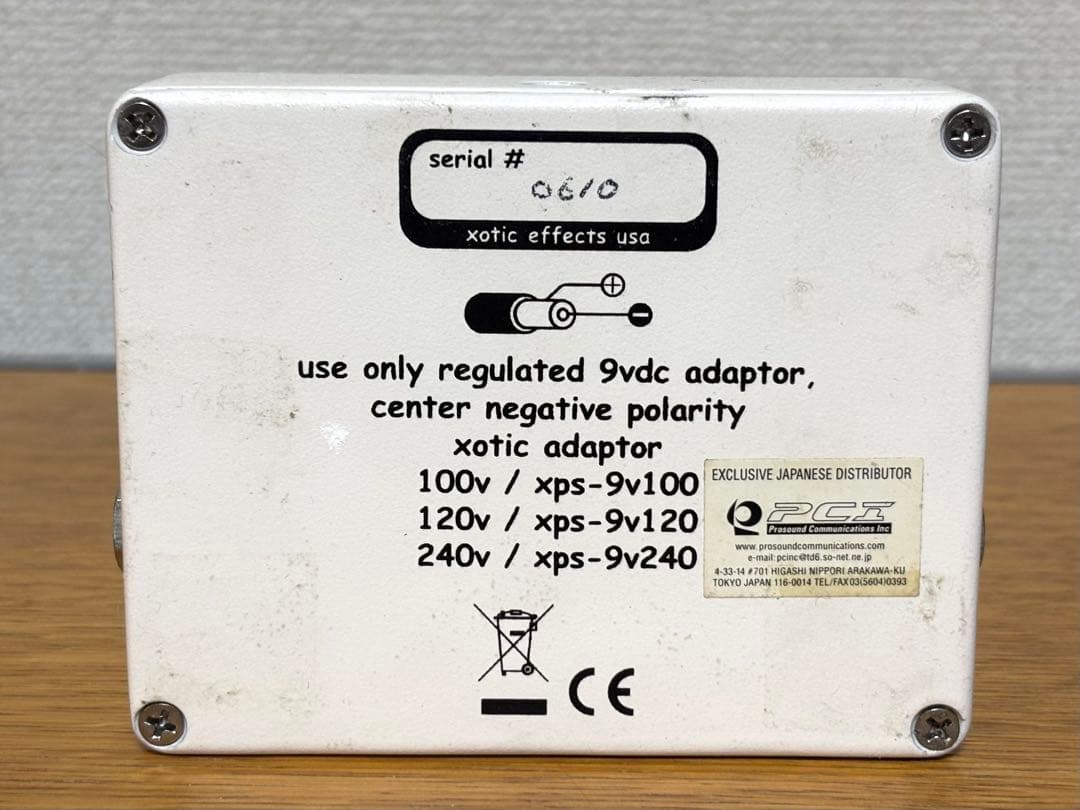 serial #
0610
xotic effects usa
use only regulated 9vdc adaptor,
center negative polarity
xotic adaptor
100v / xps-9v100
120v / xps-9v120
240v / xps-9v240
EXCLUSIVE JAPANESE DISTRIBUTOR
PCI
Prosound Communications Inc
www.prosoundcommunications.com
e-mail: pcinc@td6.so-net.ne.jp
4-33-14 #701 HIGASHI NIPPORI ARAKAWA-KU
TOKYO JAPAN 116-0014 TEL/FAX03(5604)0393
CE